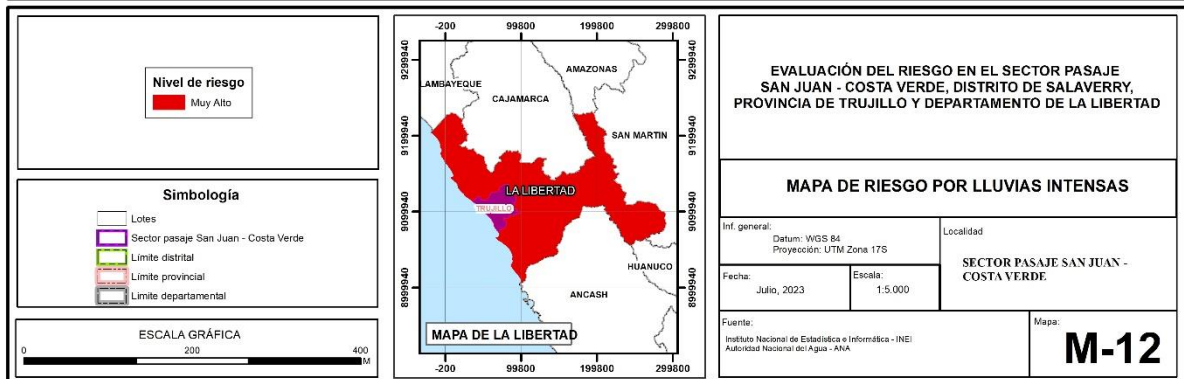 Nivel de riesgo
Muy Alto
Simbología
Lotes
Sector pasaje San Juan - Costa Verde
Límite distrital
Límite provincial
Limite departamental
ESCALA GRÁFICA
0 200 400
M
-200 99800 199800 299800
9299940 9299940
AMAZONAS
LAMBAYEQUE
CAJAMARCA
9199940 9199940
SAN MARTIN
LA LIBERTAD
TRUJILLO
9099940 9099940
HUANUCO
8999940 8999940
ANCASH
MAPA DE LA LIBERTAD
-200 99800 199800 299800
EVALUACIÓN DEL RIESGO EN EL SECTOR PASAJE
SAN JUAN - COSTA VERDE, DISTRITO DE SALAVERRY,
PROVINCIA DE TRUJILLO Y DEPARTAMENTO DE LA LIBERTAD
MAPA DE RIESGO POR LLUVIAS INTENSAS
Inf. general:
Datum: WGS 84
Proyección: UTM Zona 17S
Localidad
SECTOR PASAJE SAN JUAN -
COSTA VERDE
Fecha:
Julio, 2023
Escala:
1:5.000
Fuente:
Instituto Nacional de Estadística e Informática - INEI
Autoridad Nacional del Agua - ANA
Mapa:
M-12